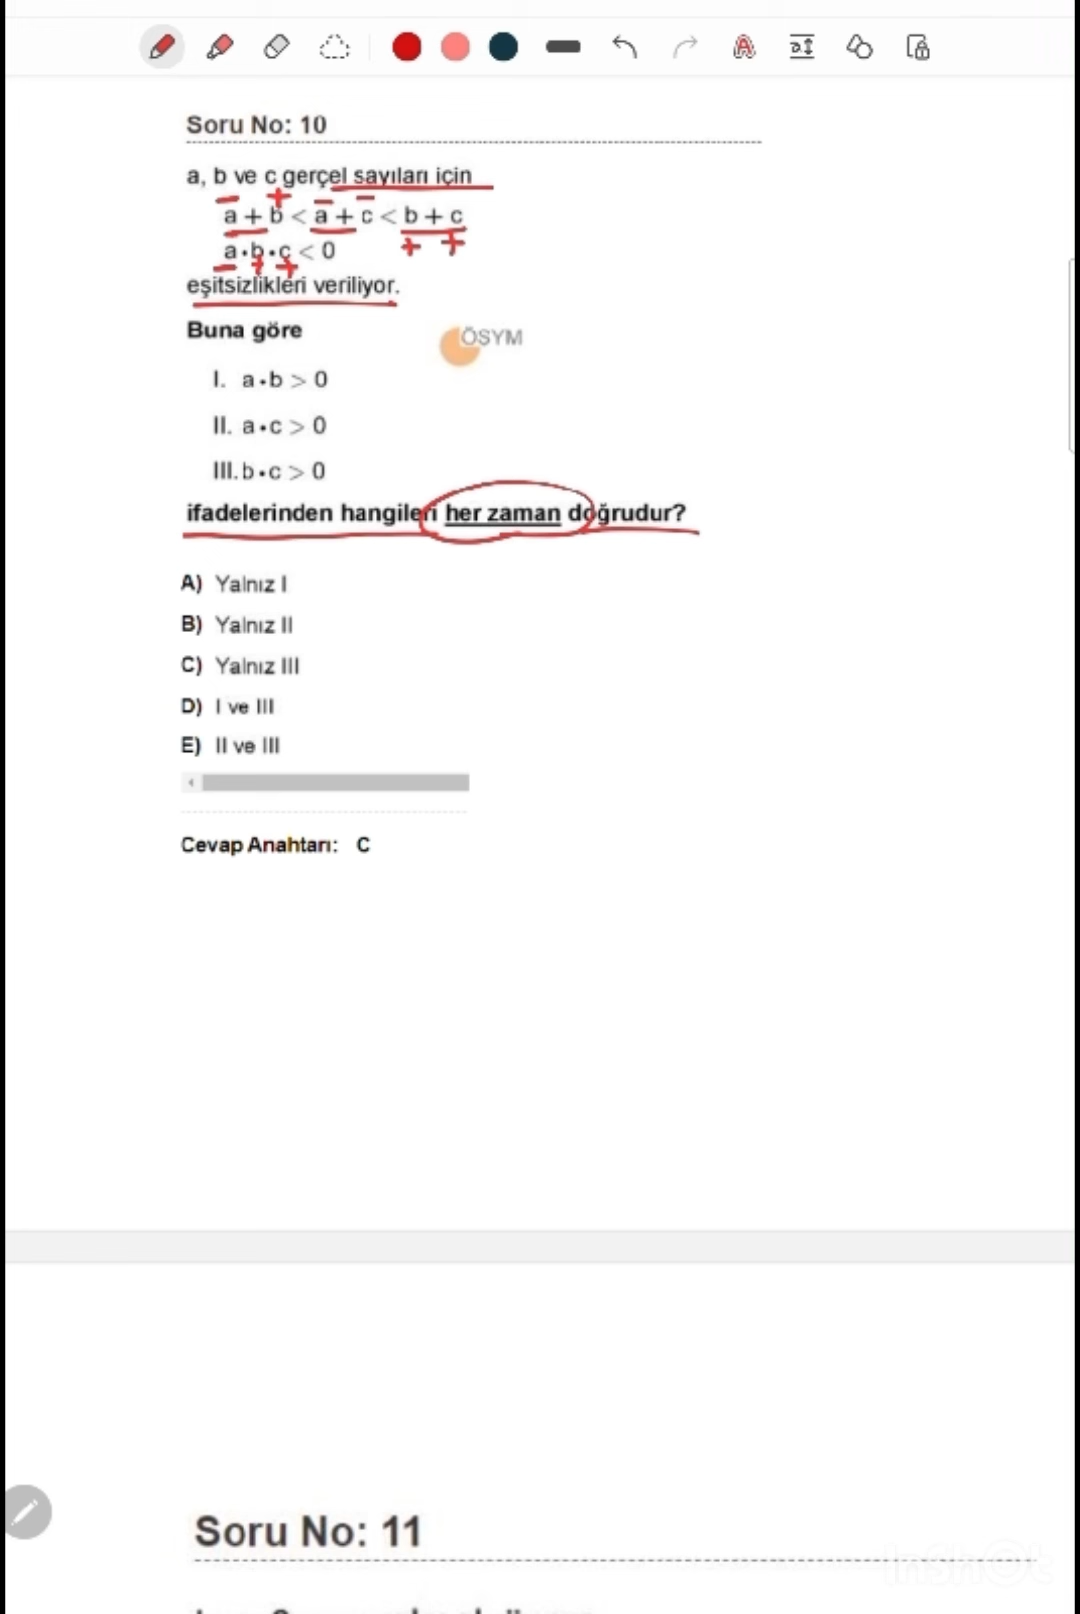 Soru No: 10
a, b ve c gerçel sayıları için
a + b < a + c < b + c
a • b • c < 0
eşitsizlikleri veriliyor.
Buna göre
ÖSYM
I. a • b > 0
II. a • c > 0
III. b • c > 0
ifadelerinden hangileri her zaman doğrudur?
A) Yalnız I
B) Yalnız II
C) Yalnız III
D) I ve III
E) II ve III
Cevap Anahtarı: C
Soru No: 11
InShOt